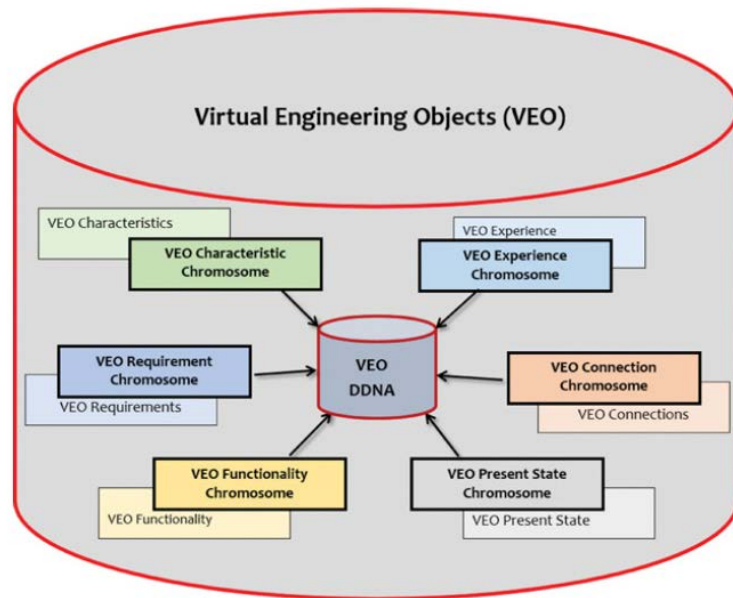 Virtual Engineering Objects (VEO)
VEO Characteristics
VEO Characteristic
Chromosome
VEO Experience
VEO Experience
Chromosome
VEO Requirement
Chromosome
VEO Requirements
VEO
DDNA
VEO Connection
Chromosome
VEO Connections
VEO Functionality
Chromosome
VEO Functionality
VEO Present State
Chromosome
VEO Present State